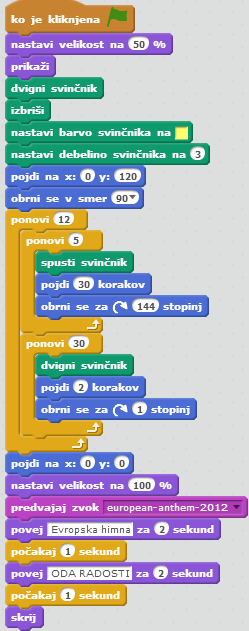 ko je kliknjena
nastavi velikost na 50 %
prikaži
dvigni svinčnik
izbriši
nastavi barvo svinčnika na
nastavi debelino svinčnika na 3
pojdi na x: 0 y: 120
obrni se v smer 90
ponovi 12
ponovi 5
spusti svinčnik
pojdi 30 korakov
obrni se za 144 stopinj
ponovi 30
dvigni svinčnik
pojdi 2 korakov
obrni se za 1 stopinj
pojdi na x: 0 y: 0
nastavi velikost na 100 %
predvajaj zvok european-anthem-2012
povej Evropska himna za 2 sekund
počakaj 1 sekund
povej ODA RADOSTI za 2 sekund
počakaj 1 sekund
skrij